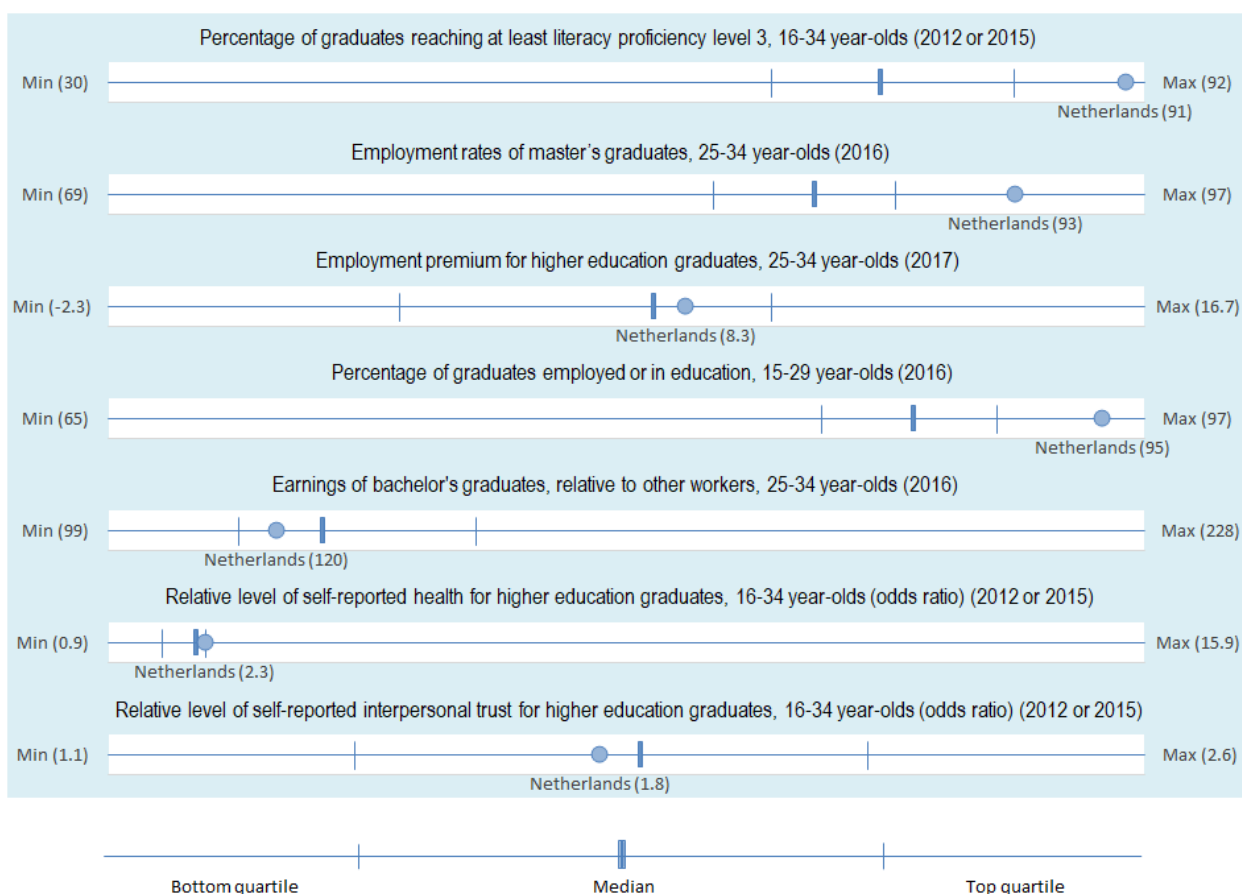 Percentage of graduates reaching at least literacy proficiency level 3, 16-34 year-olds (2012 or 2015)
Min (30)
Max (92)
Netherlands (91)
Employment rates of master’s graduates, 25-34 year-olds (2016)
Min (69)
Max (97)
Netherlands (93)
Employment premium for higher education graduates, 25-34 year-olds (2017)
Min (-2.3)
Max (16.7)
Netherlands (8.3)
Percentage of graduates employed or in education, 15-29 year-olds (2016)
Min (65)
Max (97)
Netherlands (95)
Earnings of bachelor's graduates, relative to other workers, 25-34 year-olds (2016)
Min (99)
Max (228)
Netherlands (120)
Relative level of self-reported health for higher education graduates, 16-34 year-olds (odds ratio) (2012 or 2015)
Min (0.9)
Max (15.9)
Netherlands (2.3)
Relative level of self-reported interpersonal trust for higher education graduates, 16-34 year-olds (odds ratio) (2012 or 2015)
Min (1.1)
Max (2.6)
Netherlands (1.8)
Bottom quartile
Median
Top quartile